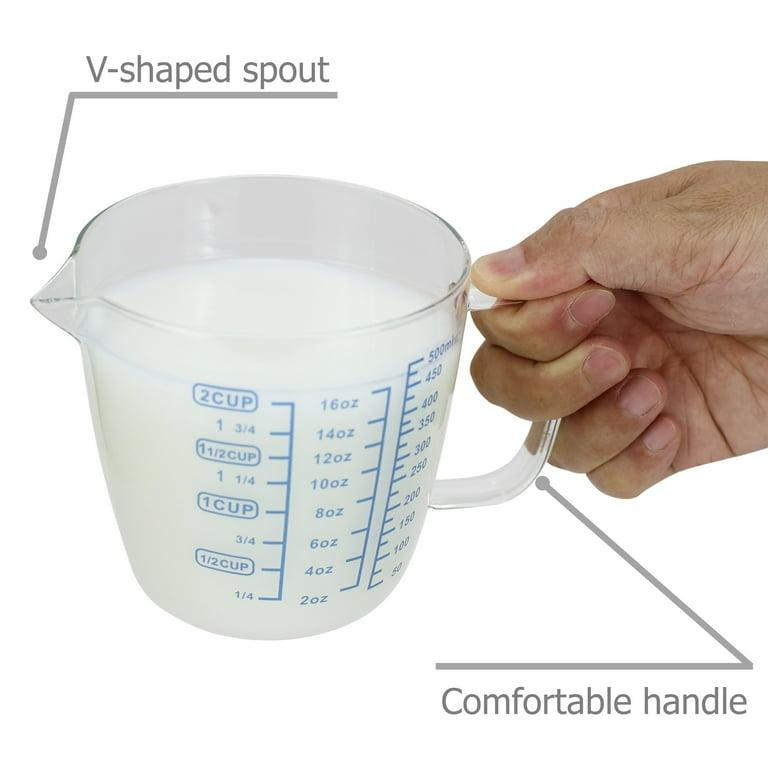 V-shaped spout
2CUP
1 3/4
1 1/2CUP
1 1/4
1CUP
3/4
1/2CUP
1/4
16oz
14oz
12oz
10oz
8oz
6oz
4oz
2oz
500ml
450
400
350
300
250
200
150
100
50
Comfortable handle